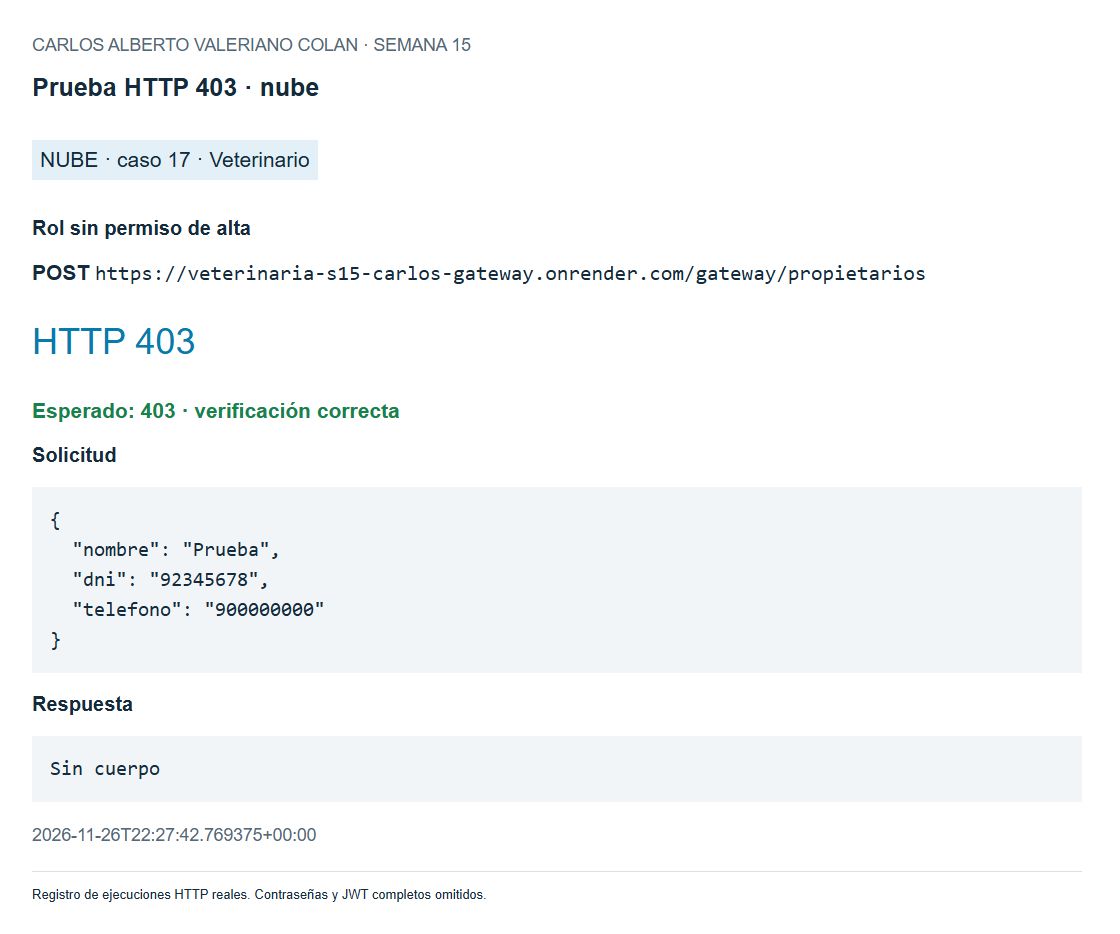 CARLOS ALBERTO VALERIANO COLAN · SEMANA 15
Prueba HTTP 403 · nube
NUBE · caso 17 · Veterinario
Rol sin permiso de alta
POST https://veterinaria-s15-carlos-gateway.onrender.com/gateway/propietarios
HTTP 403
Esperado: 403 · verificación correcta
Solicitud
{
  "nombre": "Prueba",
  "dni": "92345678",
  "telefono": "900000000"
}
Respuesta
Sin cuerpo
2026-11-26T22:27:42.769375+00:00
Registro de ejecuciones HTTP reales. Contraseñas y JWT completos omitidos.